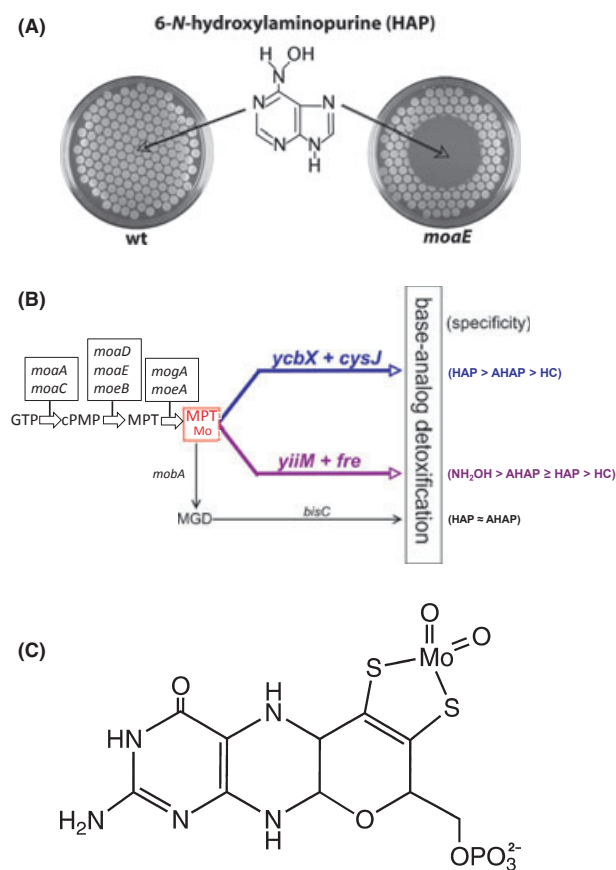 (A)
6-N-hydroxylaminopurine (HAP)
H OH
N
N N
N N
H
wt moaE
(B)
base-analog detoxification
(specificity)
moaD
moaA moaE mogA
moaC moeB moeA
ycbX + cysJ
(HAP > AHAP > HC)
GTP cPMP MPT MPT
Mo
yiiM + fre
(NH₂OH > AHAP ≥ HAP > HC)
mobA
MGD bisC (HAP ≈ AHAP)
(C)
O O
Mo
S S
O H
HN N
H₂N N N O
H
OPO₃²⁻